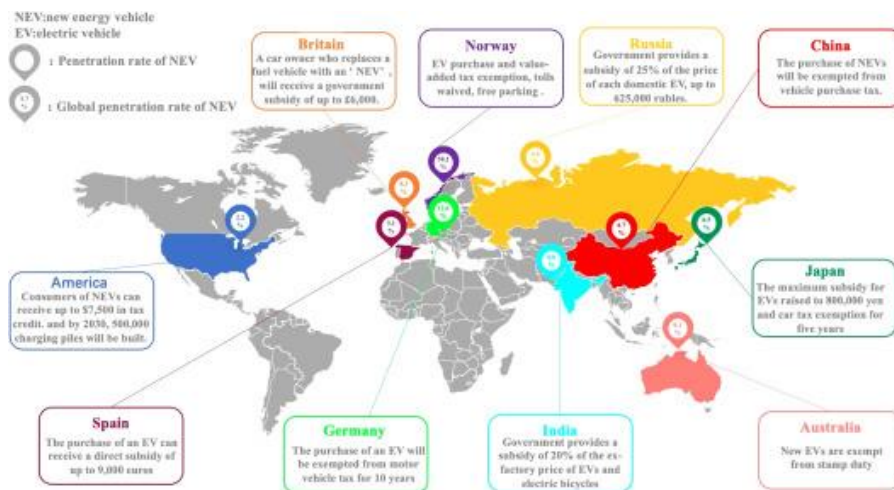 NEV:new energy vehicle
EV:electric vehicle
: Penetration rate of NEV
: Global penetration rate of NEV
Britain
A car owner who replaces a
fuel vehicle with an ' NEV' ,
will receive a government
subsidy of up to £6,000.
Norway
EV purchase and value-
added tax exemption, tolls
waived, free parking .
Russia
Government provides a
subsidy of 25% of the price
of each domestic EV, up to
625,000 rubles.
China
The purchase of NEVs
will be exempted from
vehicle purchase tax.
America
Consumers of NEVs can
receive up to $7,500 in tax
credit. and by 2030, 500,000
charging piles will be built.
Japan
The maximum subsidy for
EVs raised to 800,000 yen
and car tax exemption for
five years
Spain
The purchase of an EV can
receive a direct subsidy of
up to 9,000 euros
Germany
The purchase of an EV will
be exempted from motor
vehicle tax for 10 years
India
Government provides a
subsidy of 20% of the ex-
factory price of EVs and
electric bicycles
Australia
New EVs are exempt
from stamp duty